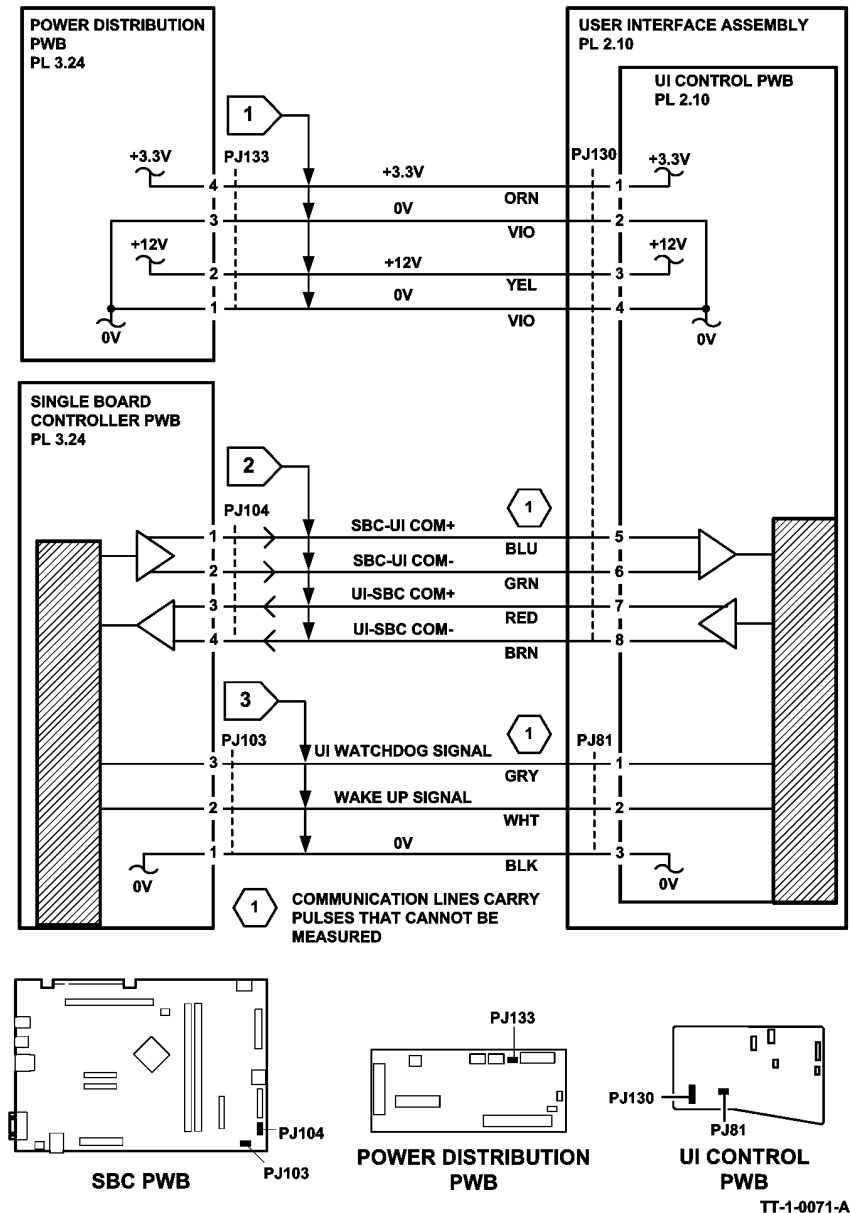 POWER DISTRIBUTION
PWB
PL 3.24
USER INTERFACE ASSEMBLY
PL 2.10
UI CONTROL PWB
PL 2.10
1
+3.3V
PJ133
+3.3V
PJ130
+3.3V
4
ORN
1
3
0V
VIO
2
+12V
+12V
+12V
2
YEL
3
1
0V
VIO
4
0V
0V
SINGLE BOARD
CONTROLLER PWB
PL 3.24
2
PJ104
1
1
SBC-UI COM+
BLU
5
2
SBC-UI COM-
GRN
6
3
UI-SBC COM+
RED
7
4
UI-SBC COM-
BRN
8
3
PJ103
1
PJ81
3
UI WATCHDOG SIGNAL
GRY
1
2
WAKE UP SIGNAL
WHT
2
1
0V
BLK
3
0V
0V
1
COMMUNICATION LINES CARRY
PULSES THAT CANNOT BE
MEASURED
PJ133
PJ130
PJ81
PJ104
PJ103
SBC PWB
POWER DISTRIBUTION
PWB
UI CONTROL
PWB
TT-1-0071-A